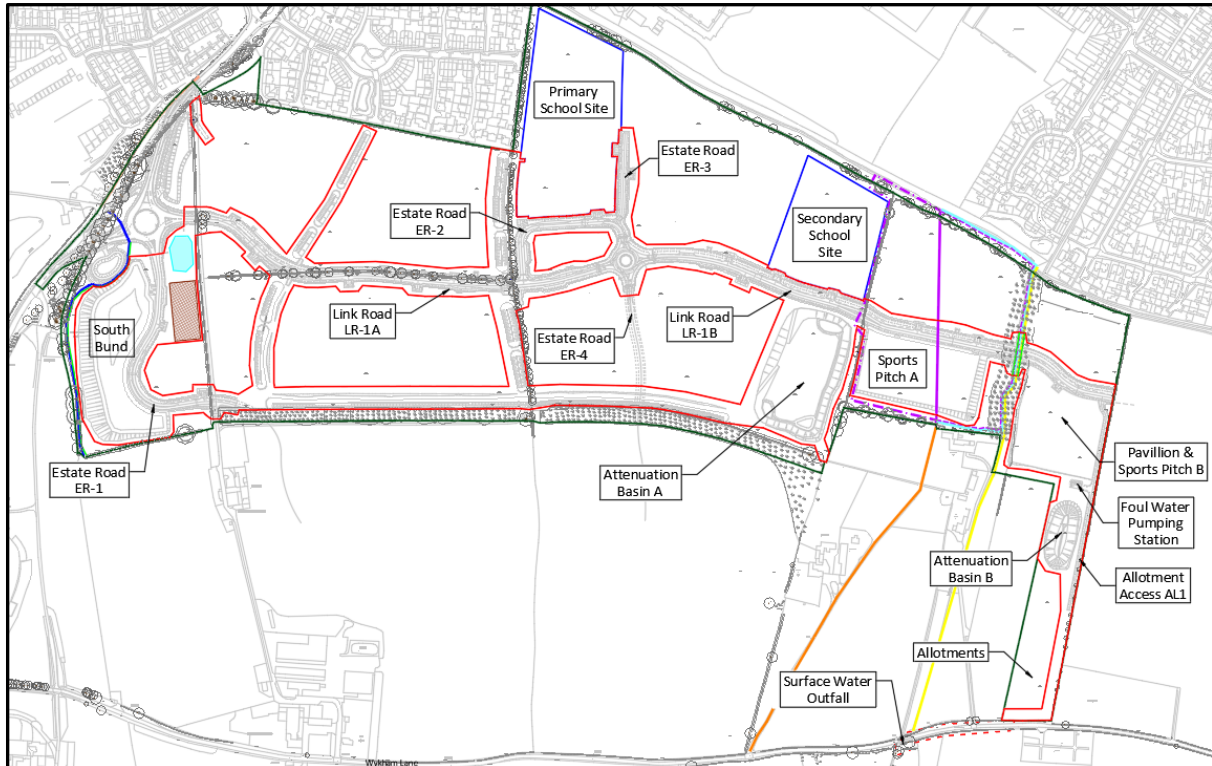 Primary
School Site
Estate Road
ER-3
Estate Road
ER-2
Secondary
School
Site
South
Bund
Link Road
LR-1A
Estate Road
ER-4
Link Road
LR-1B
Sports
Pitch A
Estate Road
ER-1
Attenuation
Basin A
Pavillion &
Sports Pitch B
Foul Water
Pumping
Station
Attenuation
Basin B
Allotment
Access AL1
Allotments
Surface Water
Outfall
Wykham Lane